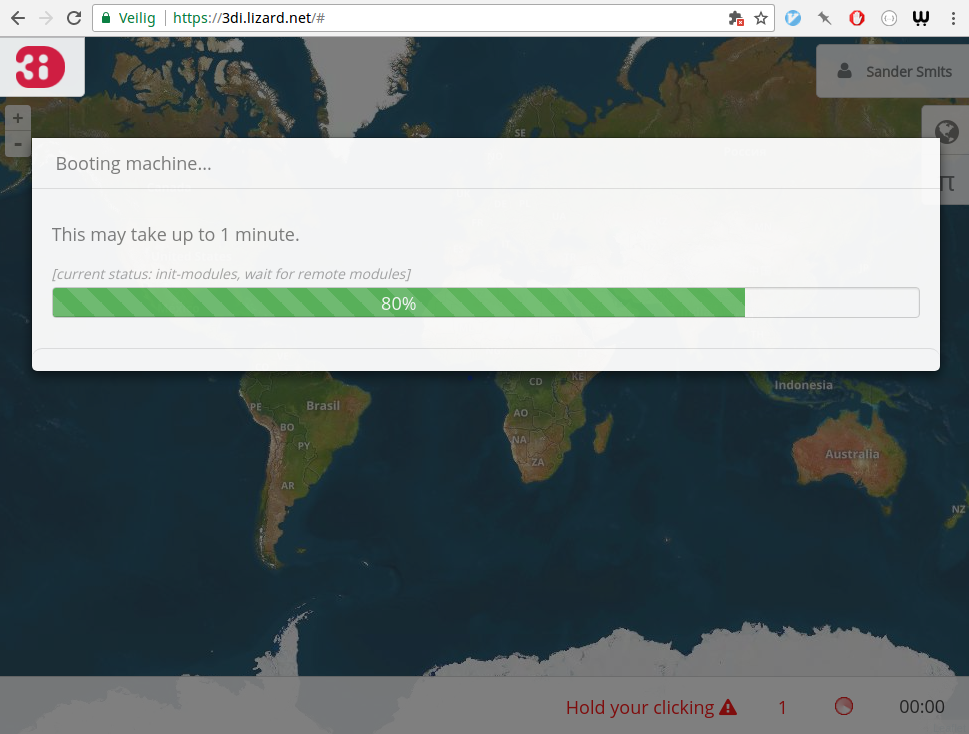 Veilig https://3di.lizard.net/#
3i
Sander Smits
+
-
SE
π
Booting machine...
This may take up to 1 minute.
[current status: init-modules, wait for remote modules]
80%
CD
KE
Indonesia
PE
Brasil
AO
BO
NA
PY
Australia
ZA
AR
NZ
Hold your clicking 1 00:00